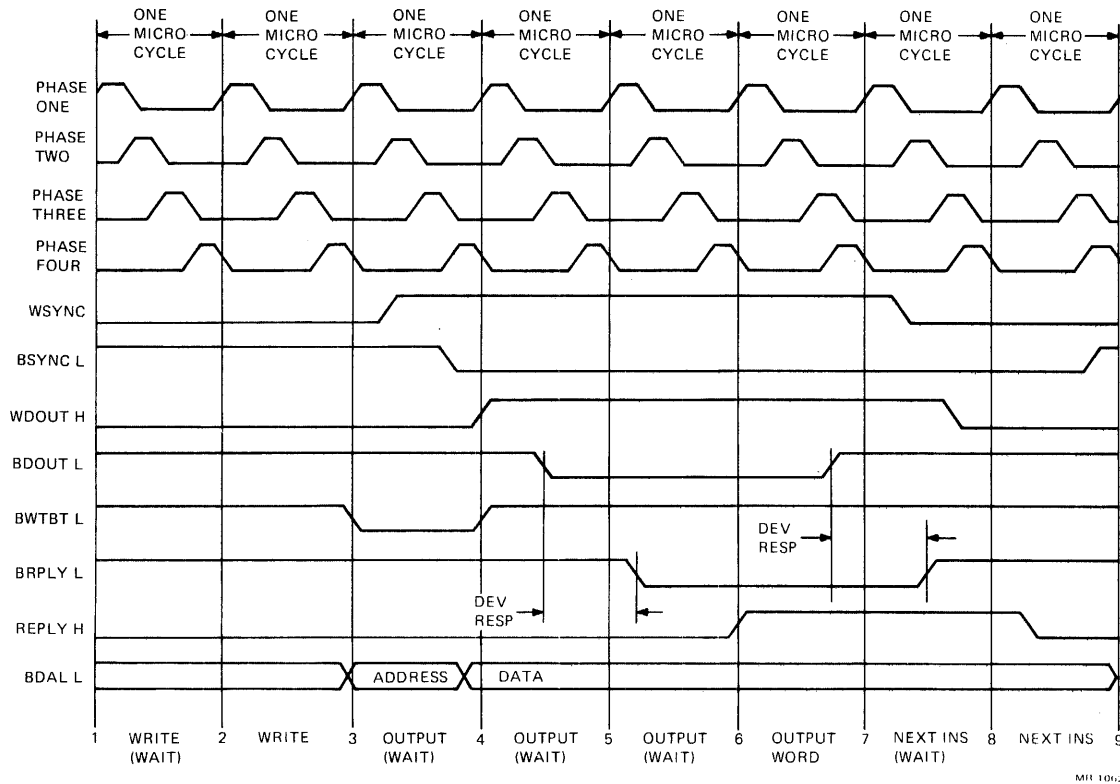 ONE MICRO CYCLE
ONE MICRO CYCLE
ONE MICRO CYCLE
ONE MICRO CYCLE
ONE MICRO CYCLE
ONE MICRO CYCLE
ONE MICRO CYCLE
ONE MICRO CYCLE
PHASE ONE
PHASE TWO
PHASE THREE
PHASE FOUR
WSYNC
BSYNC L
WDOUT H
BDOUT L
BWTBT L
DEV RESP
BRPLY L
DEV RESP
REPLY H
BDAL L
ADDRESS
DATA
1 WRITE (WAIT) 2 WRITE 3 OUTPUT (WAIT) 4 OUTPUT (WAIT) 5 OUTPUT (WAIT) 6 OUTPUT WORD 7 NEXT INS (WAIT) 8 NEXT INS 9